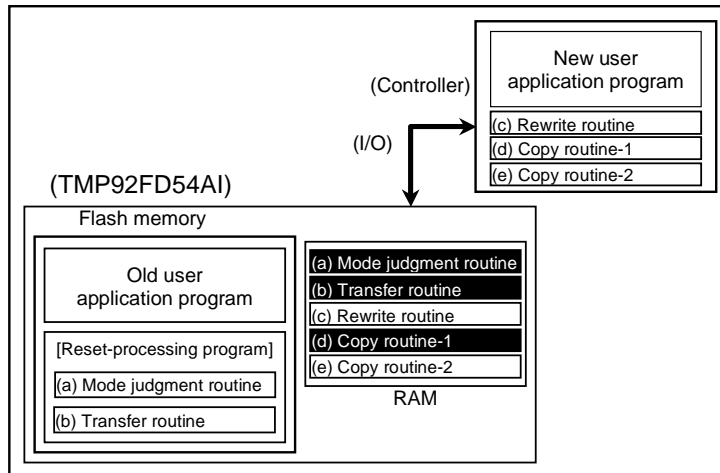 New user
application program
(Controller)
(c) Rewrite routine
(I/O)
(d) Copy routine-1
(e) Copy routine-2
(TMP92FD54AI)
Flash memory
Old user
application program
[Reset-processing program]
(a) Mode judgment routine
(b) Transfer routine
(a) Mode judgment routine
(b) Transfer routine
(c) Rewrite routine
(d) Copy routine-1
(e) Copy routine-2
RAM